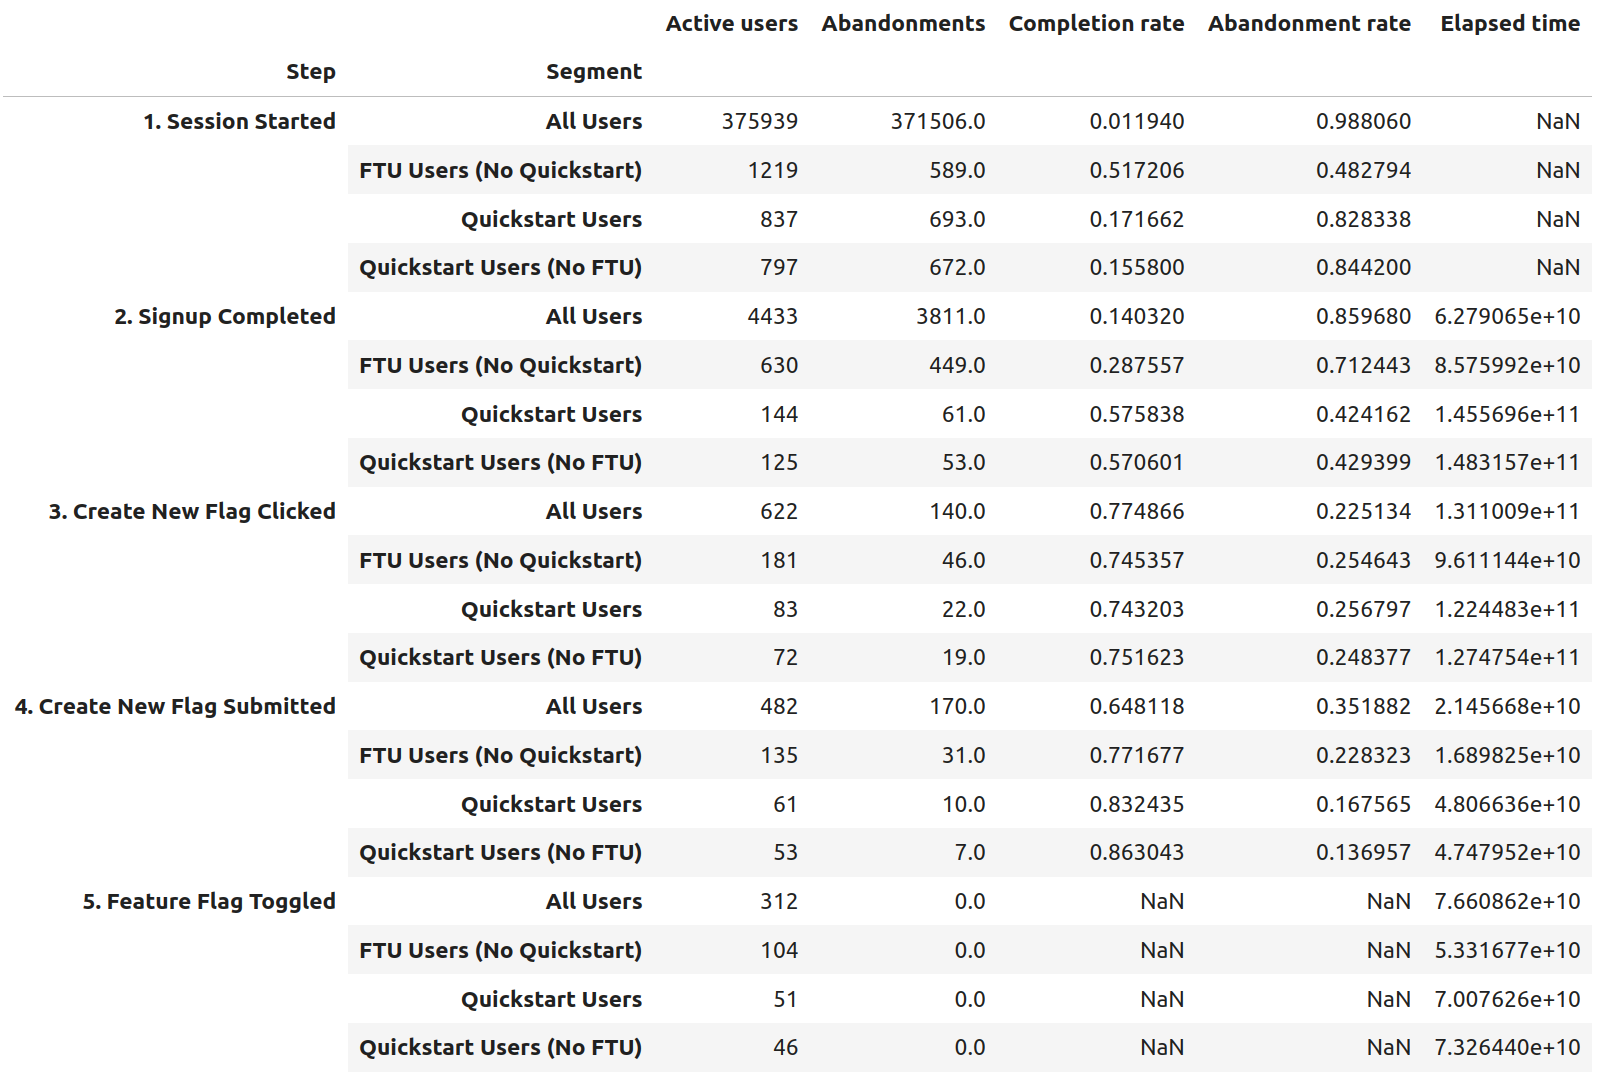 Active users Abandonments Completion rate Abandonment rate Elapsed time
Step Segment
1. Session Started All Users 375939 371506.0 0.011940 0.988060 NaN
FTU Users (No Quickstart) 1219 589.0 0.517206 0.482794 NaN
Quickstart Users 837 693.0 0.171662 0.828338 NaN
Quickstart Users (No FTU) 797 672.0 0.155800 0.844200 NaN
2. Signup Completed All Users 4433 3811.0 0.140320 0.859680 6.279065e+10
FTU Users (No Quickstart) 630 449.0 0.287557 0.712443 8.575992e+10
Quickstart Users 144 61.0 0.575838 0.424162 1.455696e+11
Quickstart Users (No FTU) 125 53.0 0.570601 0.429399 1.483157e+11
3. Create New Flag Clicked All Users 622 140.0 0.774866 0.225134 1.311009e+11
FTU Users (No Quickstart) 181 46.0 0.745357 0.254643 9.611144e+10
Quickstart Users 83 22.0 0.743203 0.256797 1.224483e+11
Quickstart Users (No FTU) 72 19.0 0.751623 0.248377 1.274754e+11
4. Create New Flag Submitted All Users 482 170.0 0.648118 0.351882 2.145668e+10
FTU Users (No Quickstart) 135 31.0 0.771677 0.228323 1.689825e+10
Quickstart Users 61 10.0 0.832435 0.167565 4.806636e+10
Quickstart Users (No FTU) 53 7.0 0.863043 0.136957 4.747952e+10
5. Feature Flag Toggled All Users 312 0.0 NaN NaN 7.660862e+10
FTU Users (No Quickstart) 104 0.0 NaN NaN 5.331677e+10
Quickstart Users 51 0.0 NaN NaN 7.007626e+10
Quickstart Users (No FTU) 46 0.0 NaN NaN 7.326440e+10